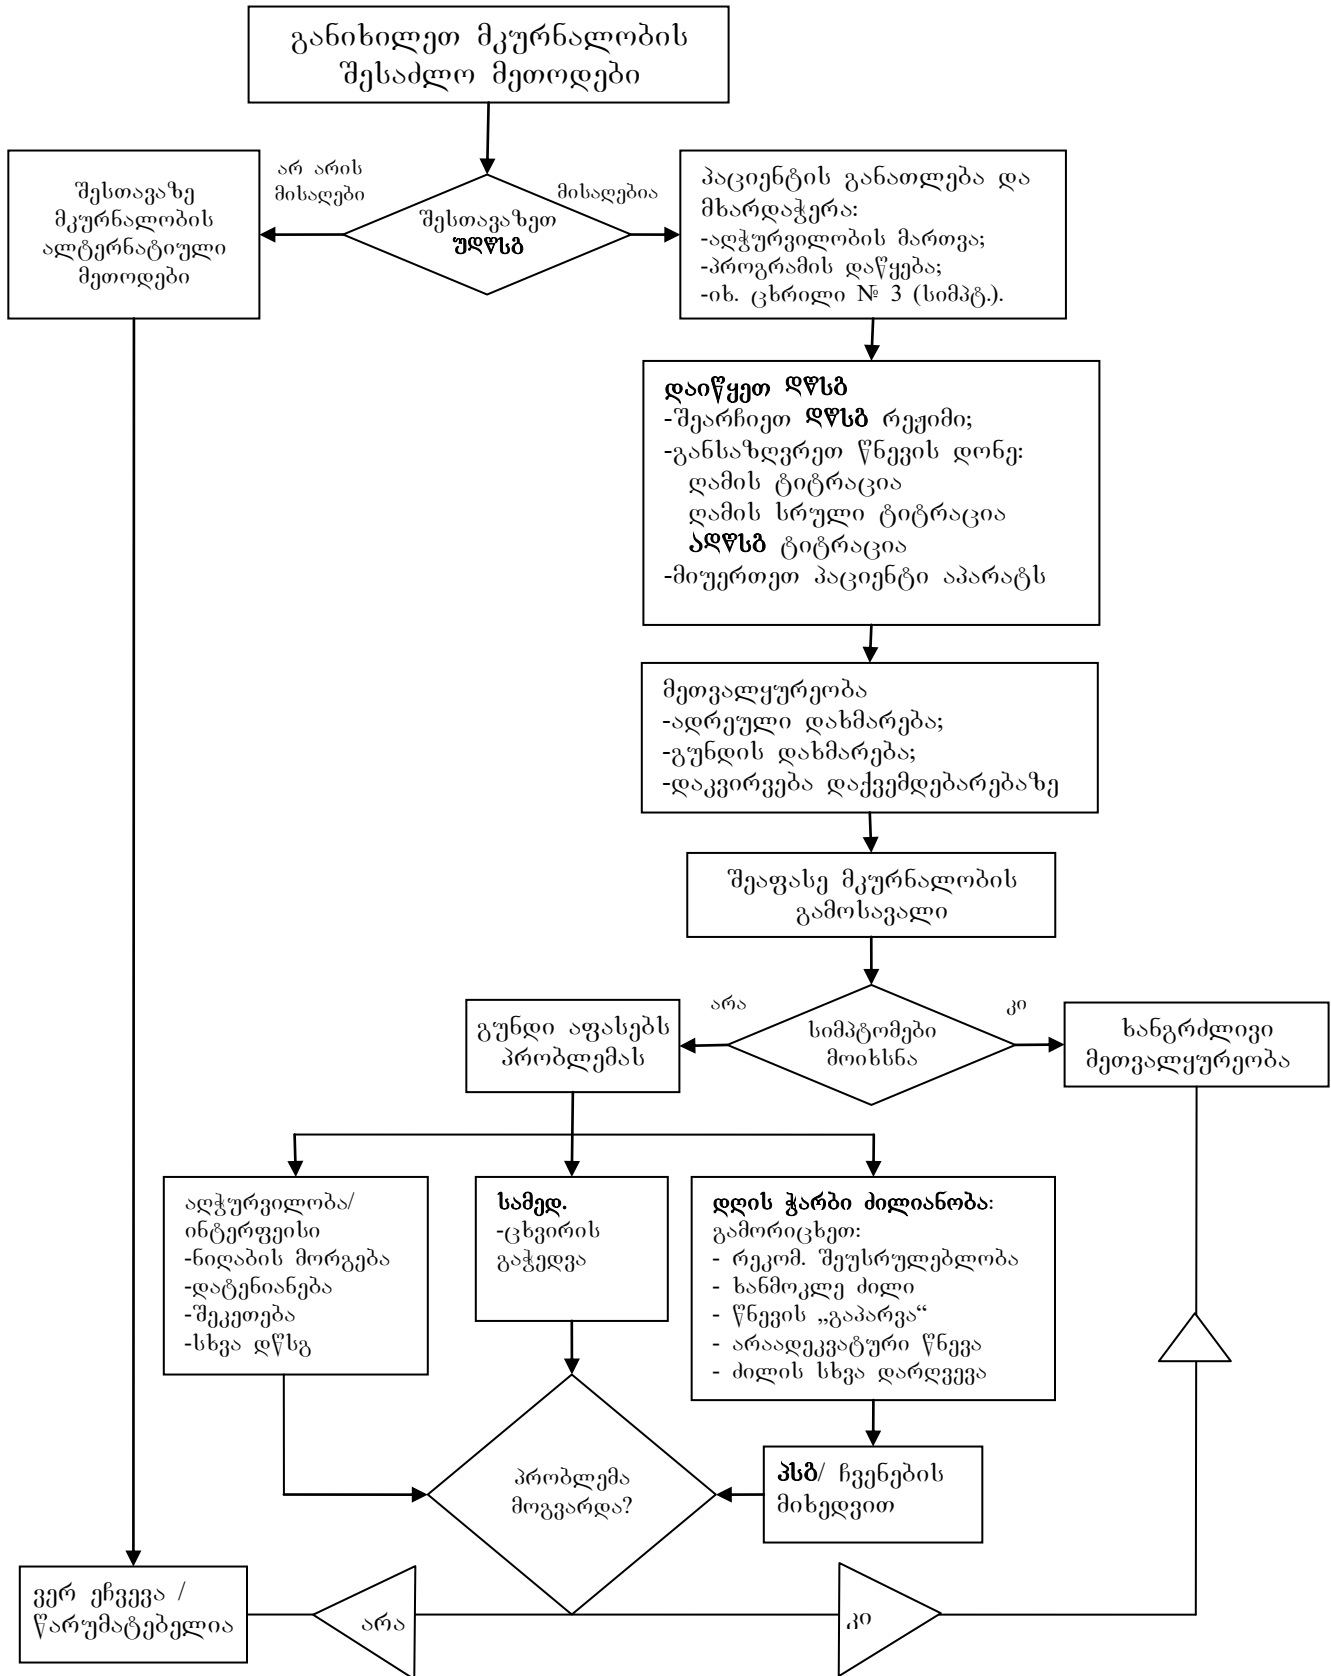 განიხილეთ მკურნალობის
შესაძლო მეთოდები
არ არის
მისაღები
მისაღებია
შესთავაზე
მკურნალობის
ალტერნატიული
მეთოდები
შესთავაზეთ
უდწსგ
პაციენტის განათლება და
მხარდაჭერა:
-აღჭურვილობის მართვა;
-პროგრამის დაწყება;
-იხ. ცხრილი № 3 (სიმპტ.).
დაიწყეთ დწსგ
-შეარჩიეთ დწსგ რეჟიმი;
-განსაზღვრეთ წნევის დონე:
ღამის ტიტრაცია
ღამის სრული ტიტრაცია
ადწსგ ტიტრაცია
-მიუერთეთ პაციენტი აპარატს
მეთვალყურეობა
-ადრეული დახმარება;
-გუნდის დახმარება;
-დაკვირვება დაქვემდებარებაზე
შეაფასე მკურნალობის
გამოსავალი
არა
კი
გუნდი აფასებს
პრობლემას
სიმპტომები
მოიხსნა
ხანგრძლივი
მეთვალყურეობა
აღჭურვილობა/
ინტერფეისი
-ნიღაბის მორგება
-დატენიანება
-შეკეთება
-სხვა დწსგ
სამედ.
-ცხვირის
გაჭედვა
დღის ჭარბი ძილიანობა:
გამორიცხეთ:
- რეკომ. შეუსრულებლობა
- ხანმოკლე ძილი
- წნევის „გაპარვა“
- არაადეკვატური წნევა
- ძილის სხვა დარღვევა
პრობლემა
მოგვარდა?
პსგ/ ჩვენების
მიხედვით
ვერ ეჩვევა /
წარუმატებელია
არა
კი